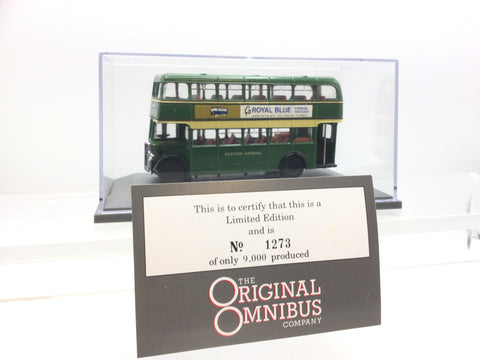 ROYAL BLUE
WESTERN NATIONAL
This is to certify that this is a
Limited Edition
and is
No. 1273
of only 9,000 produced
THE
ORIGINAL
OMNIBUS
COMPANY